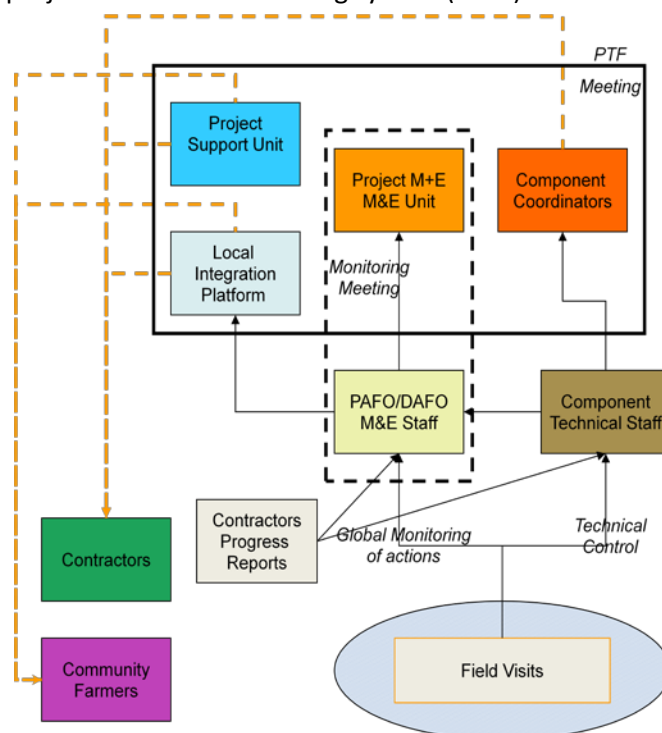 PTF
Meeting
Project
Support Unit
Project M+E
M&E Unit
Component
Coordinators
Local
Integration
Platform
Monitoring
Meeting
PAFO/DAFO
M&E Staff
Component
Technical Staff
Contractors
Progress
Reports
Global Monitoring
of actions
Technical
Control
Contractors
Community
Farmers
Field Visits